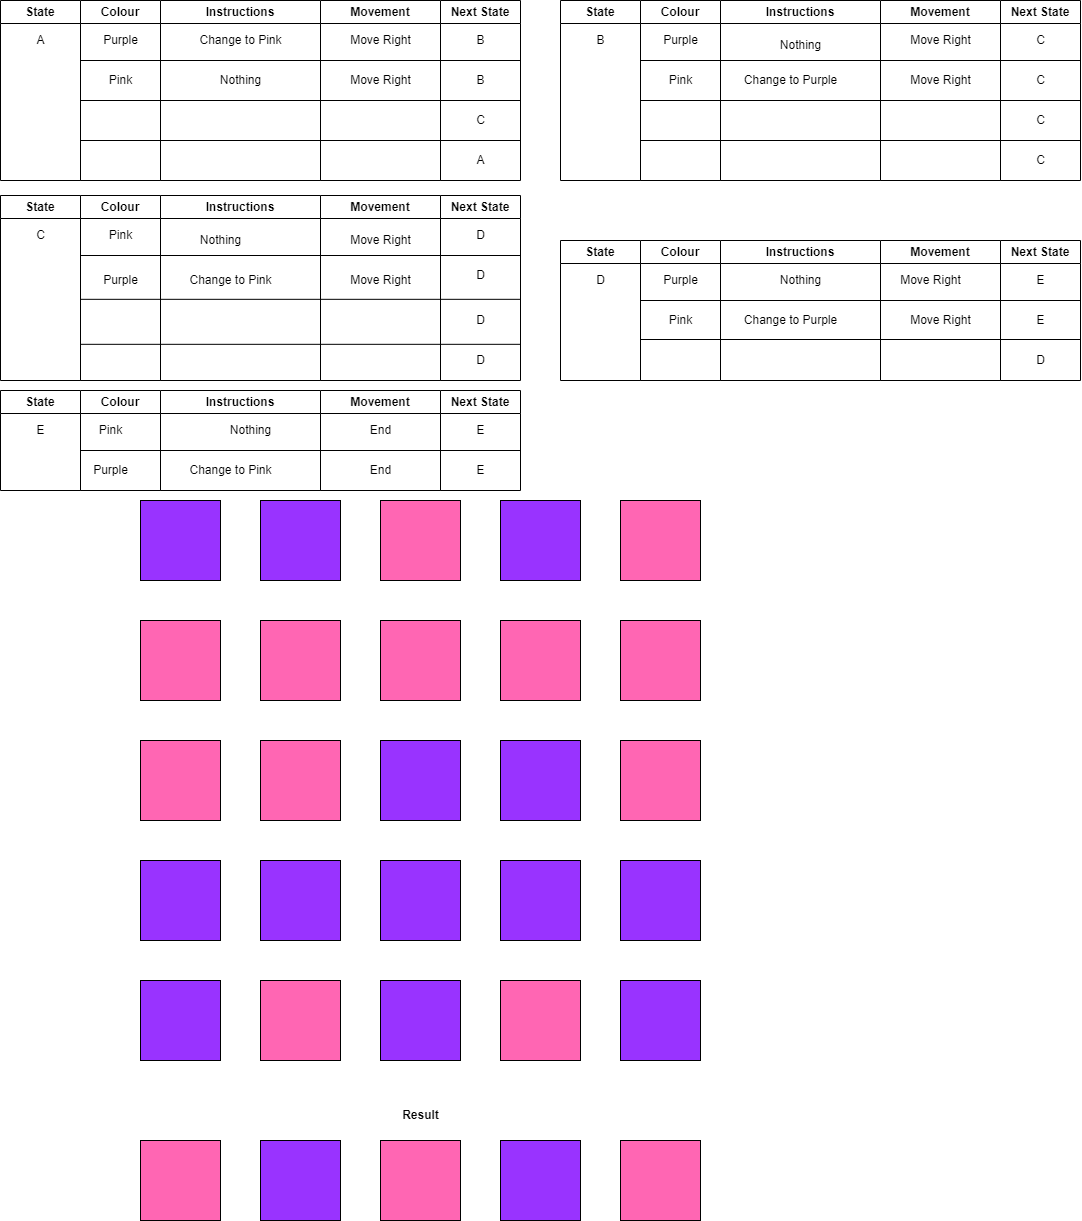 State Colour Instructions Movement Next State
A Purple Change to Pink Move Right B
Pink Nothing Move Right B
C
A
State Colour Instructions Movement Next State
B Purple Nothing Move Right C
Pink Change to Purple Move Right C
C
C
State Colour Instructions Movement Next State
C Pink Nothing Move Right D
Purple Change to Pink Move Right D
D
D
State Colour Instructions Movement Next State
D Purple Nothing Move Right E
Pink Change to Purple Move Right E
D
State Colour Instructions Movement Next State
E Pink Nothing End E
Purple Change to Pink End E
Result